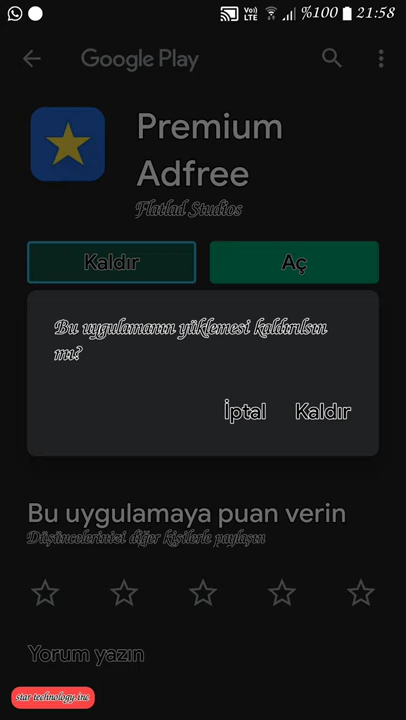 Vo)) LTE %100 21:58
Google Play
Premium
Adfree
Flatlad Studios
Kaldır Aç
Bu uygulamanın yüklemesi kaldırılsın
mı?
İptal Kaldır
Bu uygulamaya puan verin
Düşüncelerinizi diğer kişilerle paylaşın
Yorum yazın
star technology inc